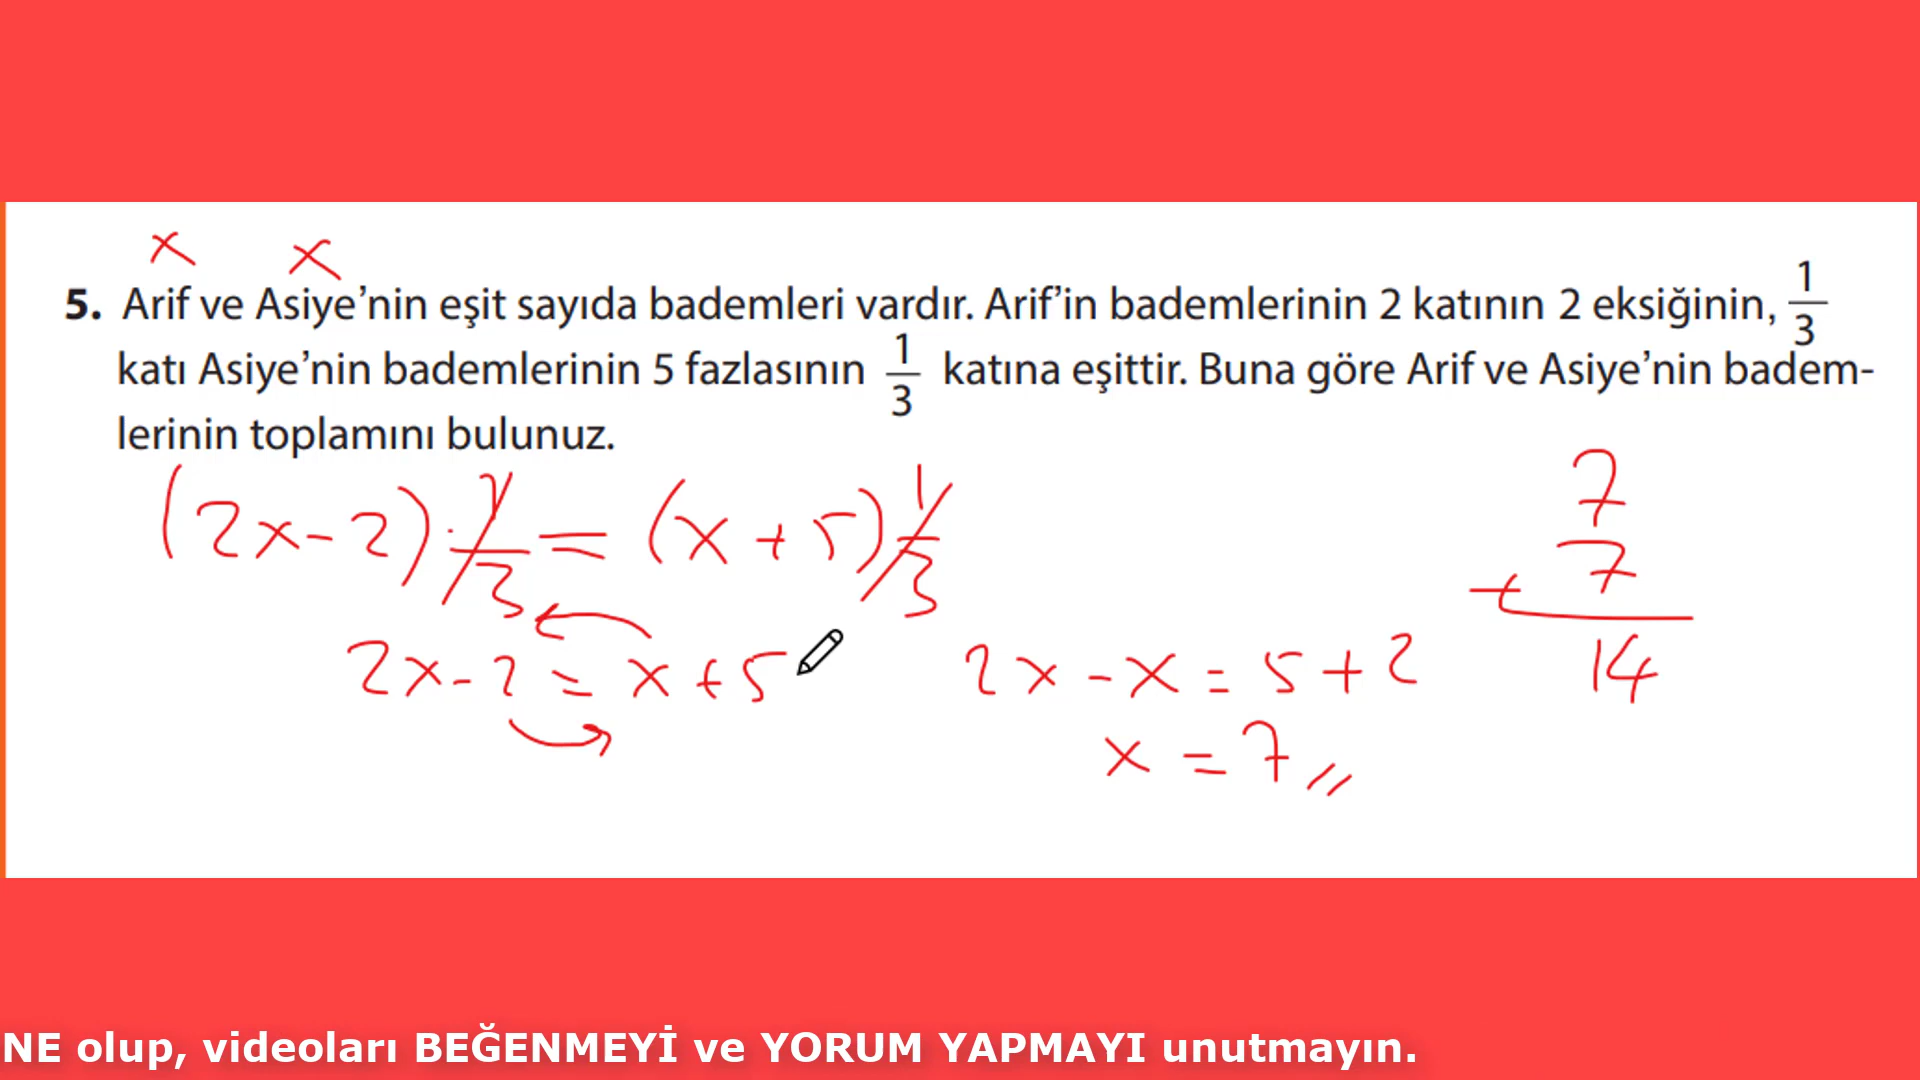 x x
5. Arif ve Asiye’nin eşit sayıda bademleri vardır. Arif’in bademlerinin 2 katının 2 eksiğinin, 1/3
katı Asiye’nin bademlerinin 5 fazlasının 1/3 katına eşittir. Buna göre Arif ve Asiye’nin badem-
lerinin toplamını bulunuz.
(2x-2) . 1/3 = (x+5) 1/3
2x-2 = x+5
2x-x = 5+2
x = 7 //
7
+ 7
14
NE olup, videoları BEĞENMEYİ ve YORUM YAPMAYI unutmayın.